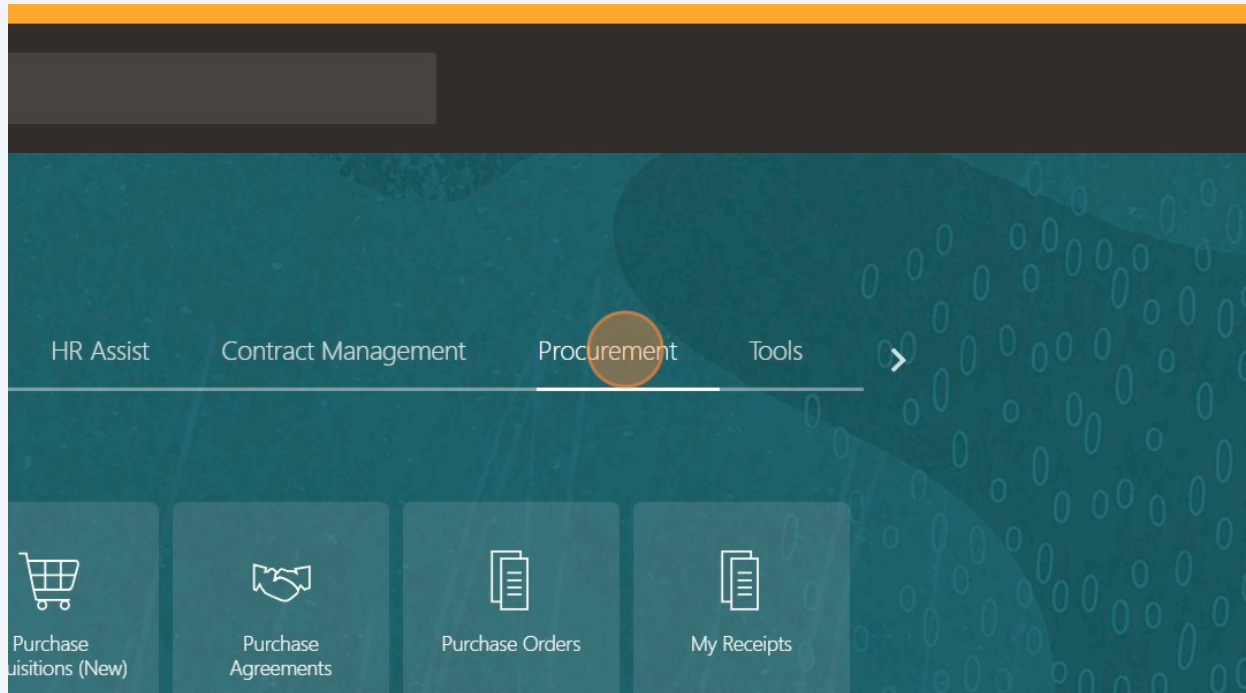 HR Assist
Contract Management
Procurement
Tools
Purchase
uisitions (New)
Purchase
Agreements
Purchase Orders
My Receipts